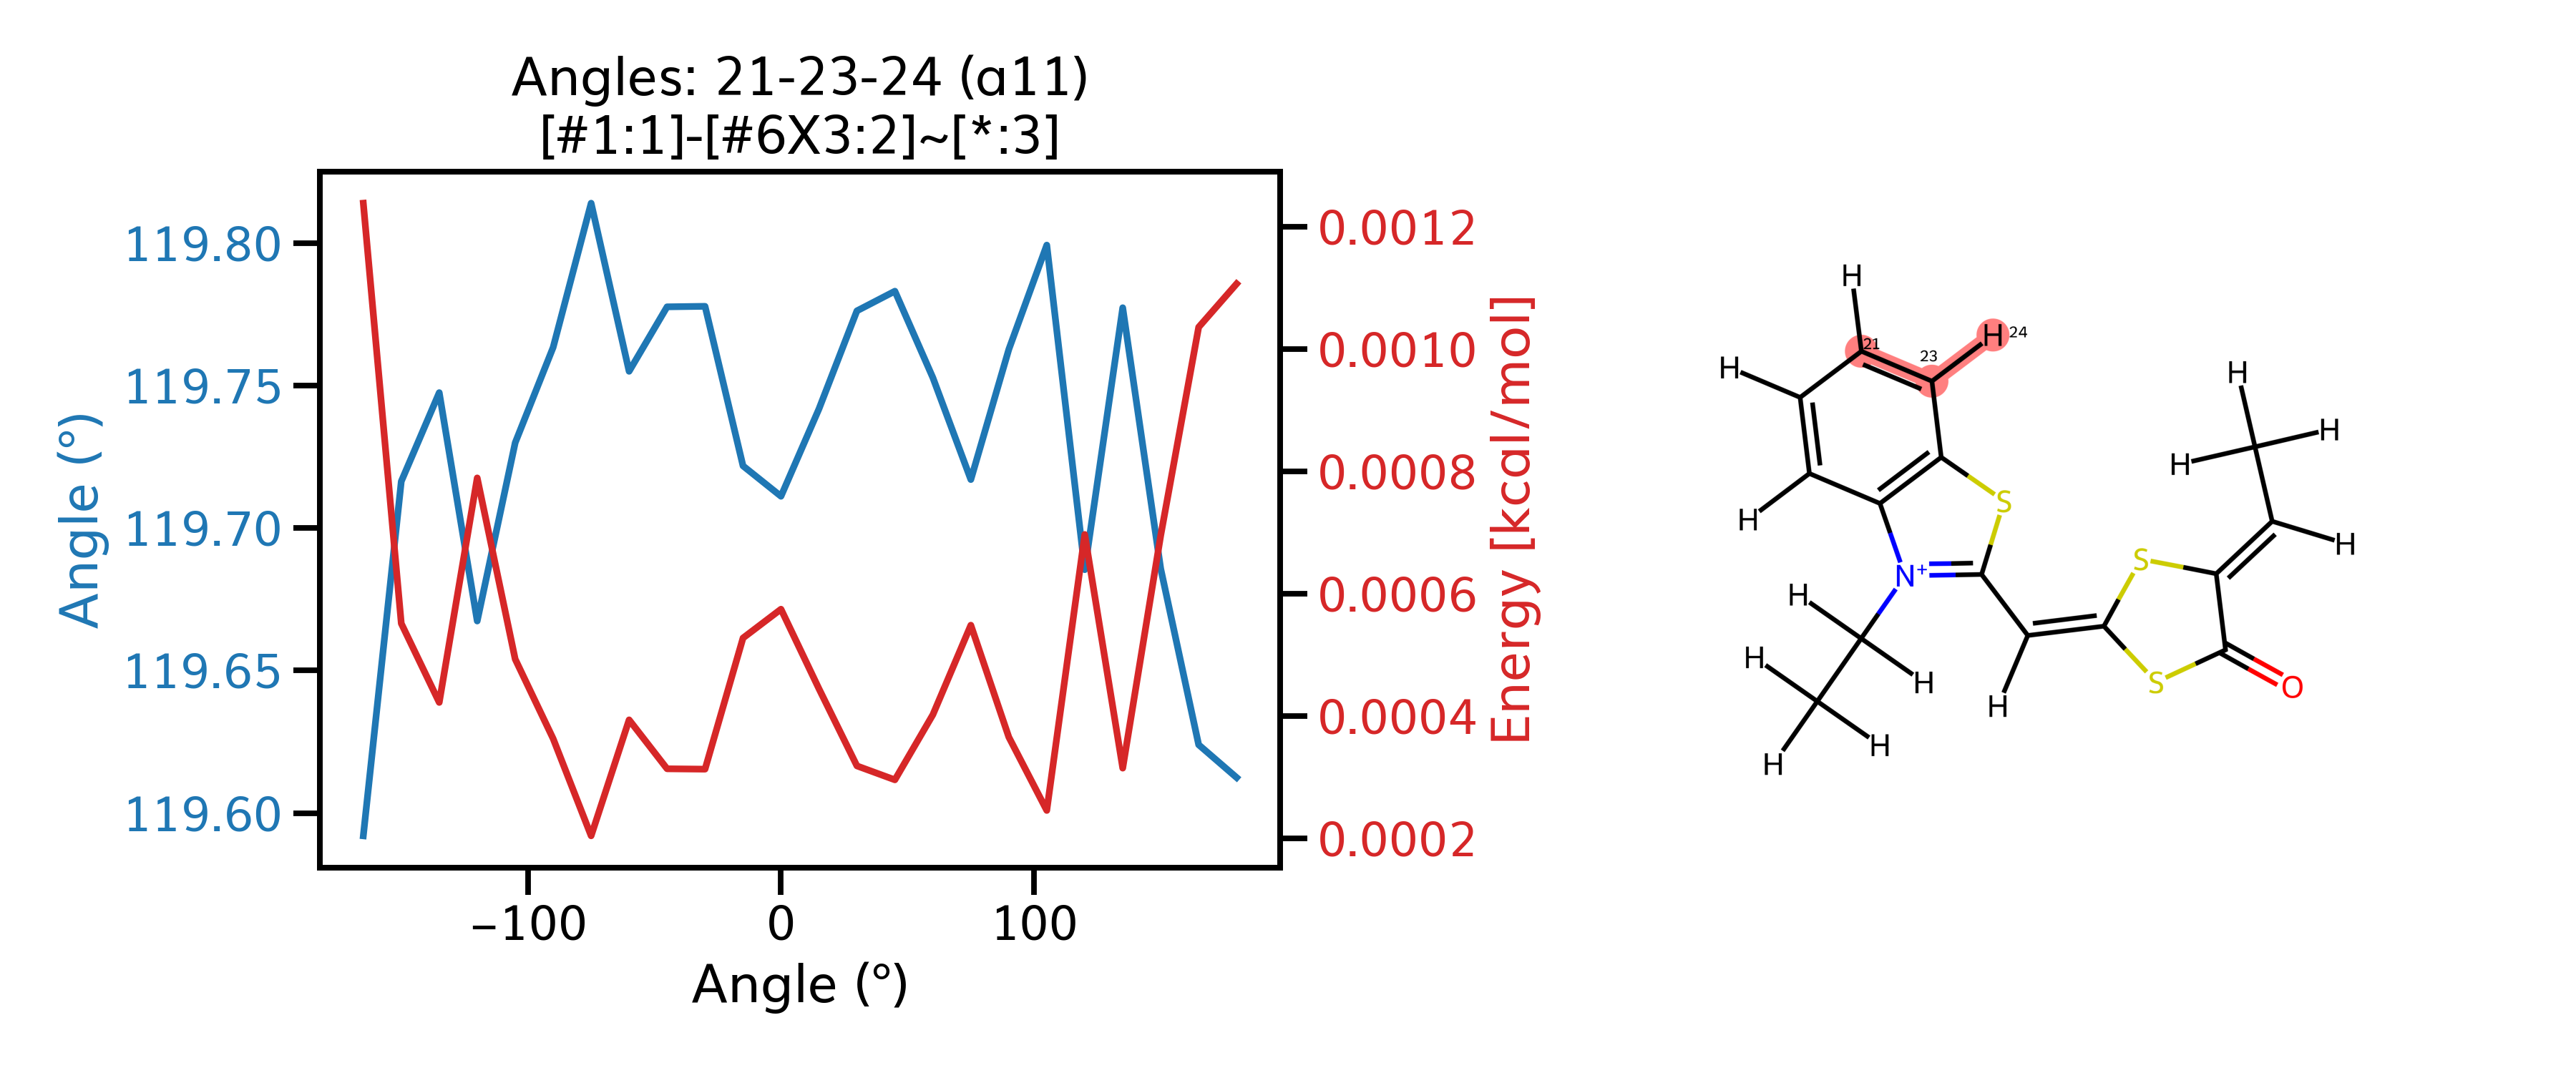 Angles: 21-23-24 (α11)
[#1:1]-[#6X3:2]~[*:3]
Angle (°)
119.80
119.75
119.70
119.65
119.60
0.0012
0.0010
0.0008
0.0006
0.0004
0.0002
Energy [kcal/mol]
−100
0
100
Angle (°)
H
H 24
21
23
H
H
H
H
H
S
H
S
N+
H
H
H
S
O
H
H
H